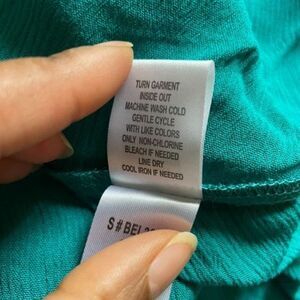 TURN GARMENT
INSIDE OUT
MACHINE WASH COLD
GENTLE CYCLE
WITH LIKE COLORS
ONLY NON-CHLORINE
BLEACH IF NEEDED
LINE DRY
COOL IRON IF NEEDED